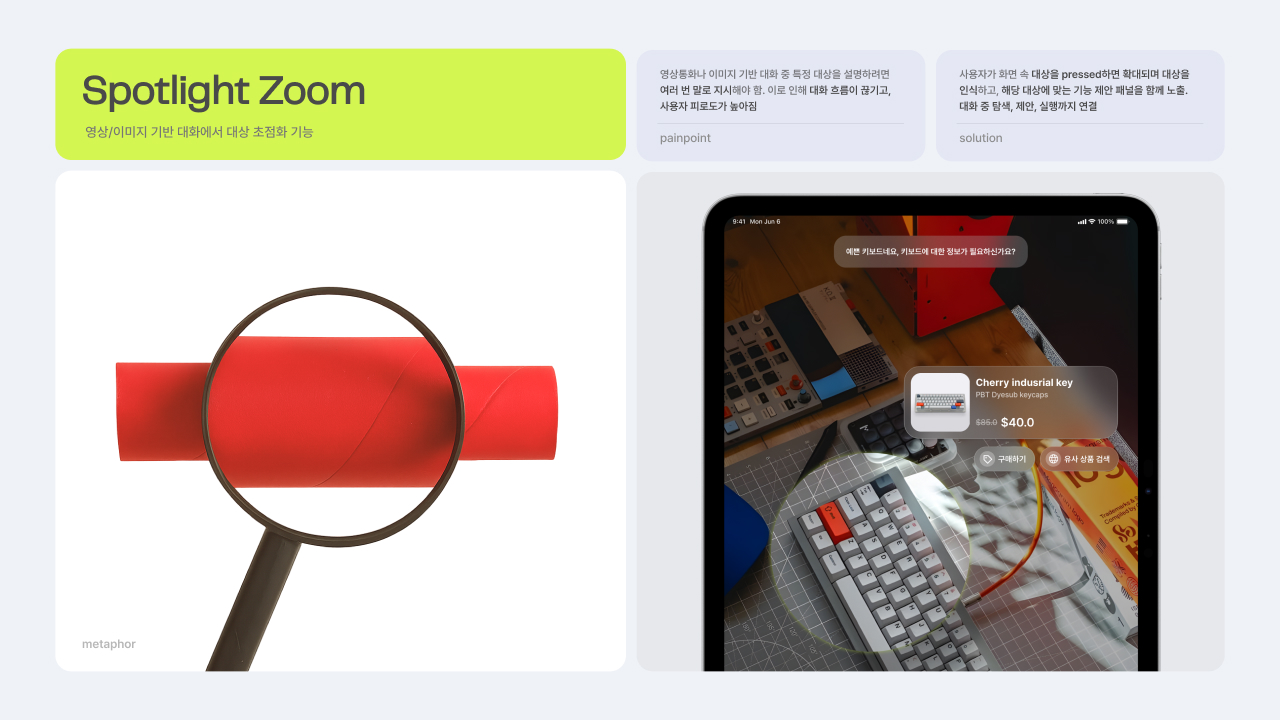 Spotlight Zoom
영상/이미지 기반 대화에서 대상 초점화 기능
영상통화나 이미지 기반 대화 중 특정 대상을 설명하려면
여러 번 말로 지시해야 함. 이로 인해 대화 흐름이 끊기고,
사용자 피로도가 높아짐
painpoint
사용자가 화면 속 대상을 pressed하면 확대되며 대상을
인식하고, 해당 대상에 맞는 기능 제안 패널을 함께 노출.
대화 중 탐색, 제안, 실행까지 연결
solution
metaphor
9:41 Mon Jun 6
100%
예쁜 키보드네요, 키보드에 대한 정보가 필요하신가요?
Cherry indusrial key
PBT Dyesub keycaps
$85.0 $40.0
구매하기
유사 상품 검색